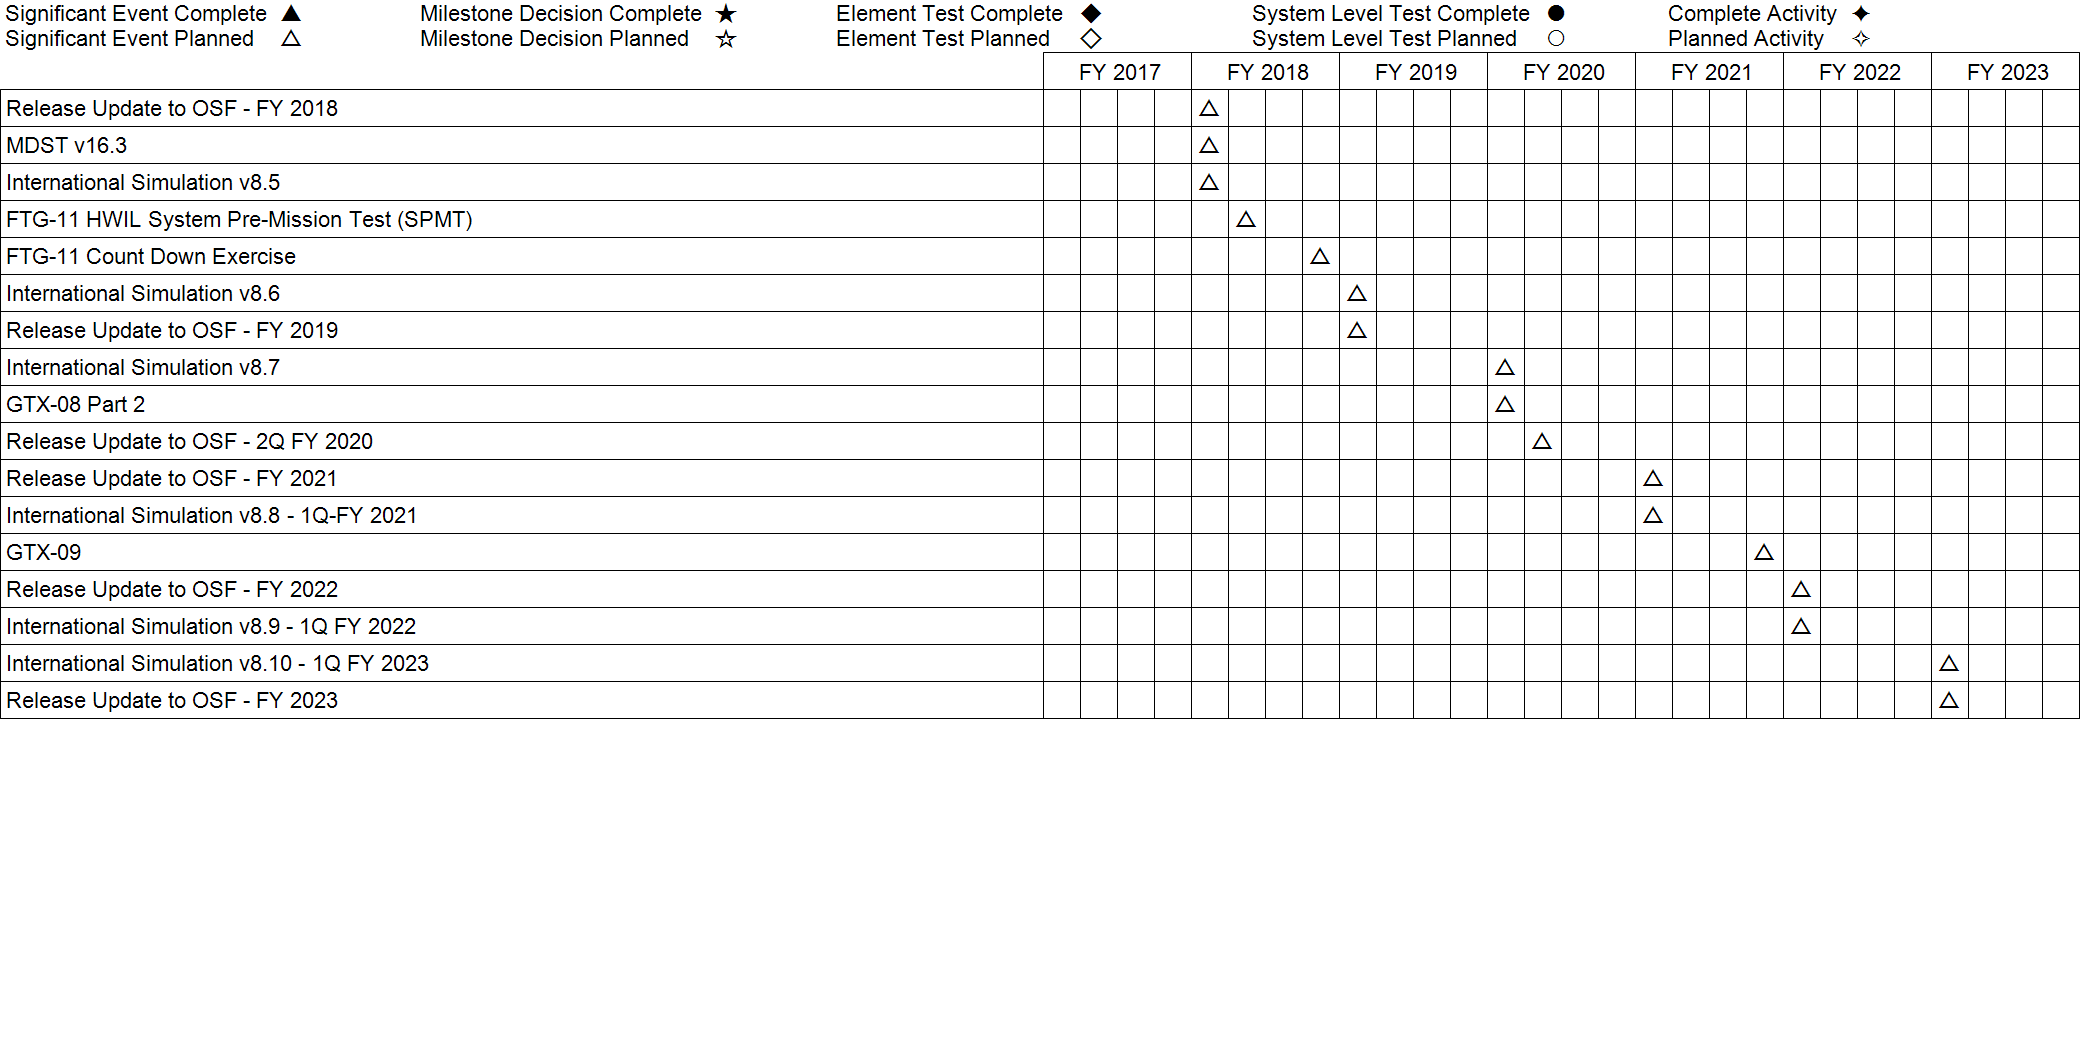 Significant Event Complete ▲ Milestone Decision Complete ★ Element Test Complete ◆ System Level Test Complete ● Complete Activity ✦
Significant Event Planned △ Milestone Decision Planned ☆ Element Test Planned ◇ System Level Test Planned ○ Planned Activity ✧
FY 2017 FY 2018 FY 2019 FY 2020 FY 2021 FY 2022 FY 2023
Release Update to OSF - FY 2018 △
MDST v16.3 △
International Simulation v8.5 △
FTG-11 HWIL System Pre-Mission Test (SPMT) △
FTG-11 Count Down Exercise △
International Simulation v8.6 △
Release Update to OSF - FY 2019 △
International Simulation v8.7 △
GTX-08 Part 2 △
Release Update to OSF - 2Q FY 2020 △
Release Update to OSF - FY 2021 △
International Simulation v8.8 - 1Q-FY 2021 △
GTX-09 △
Release Update to OSF - FY 2022 △
International Simulation v8.9 - 1Q FY 2022 △
International Simulation v8.10 - 1Q FY 2023 △
Release Update to OSF - FY 2023 △